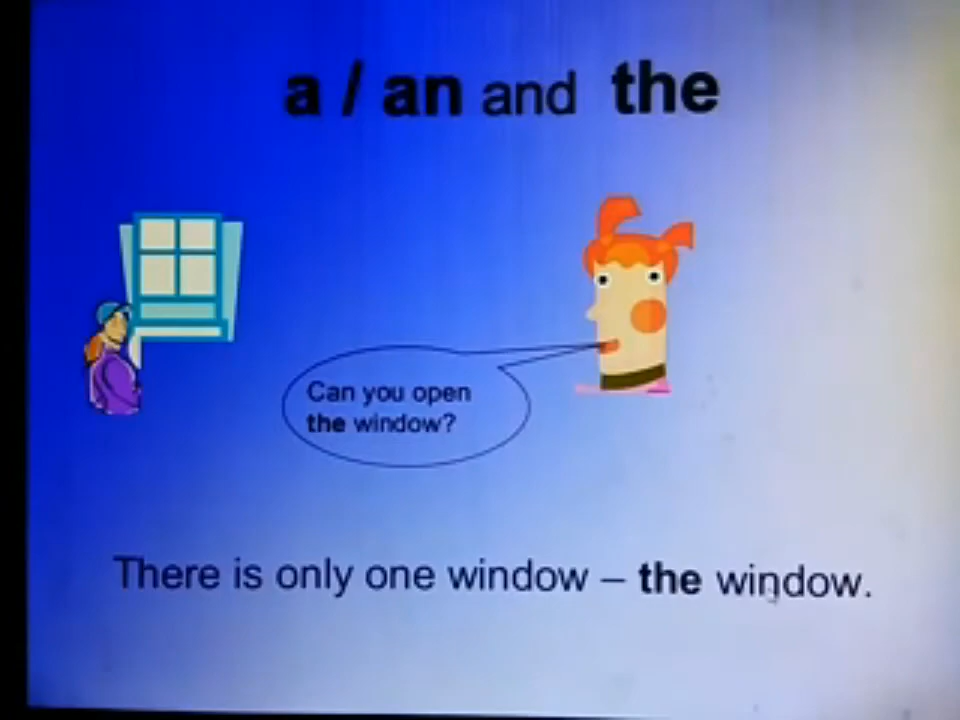 a / an and the
Can you open
the window?
There is only one window – the window.